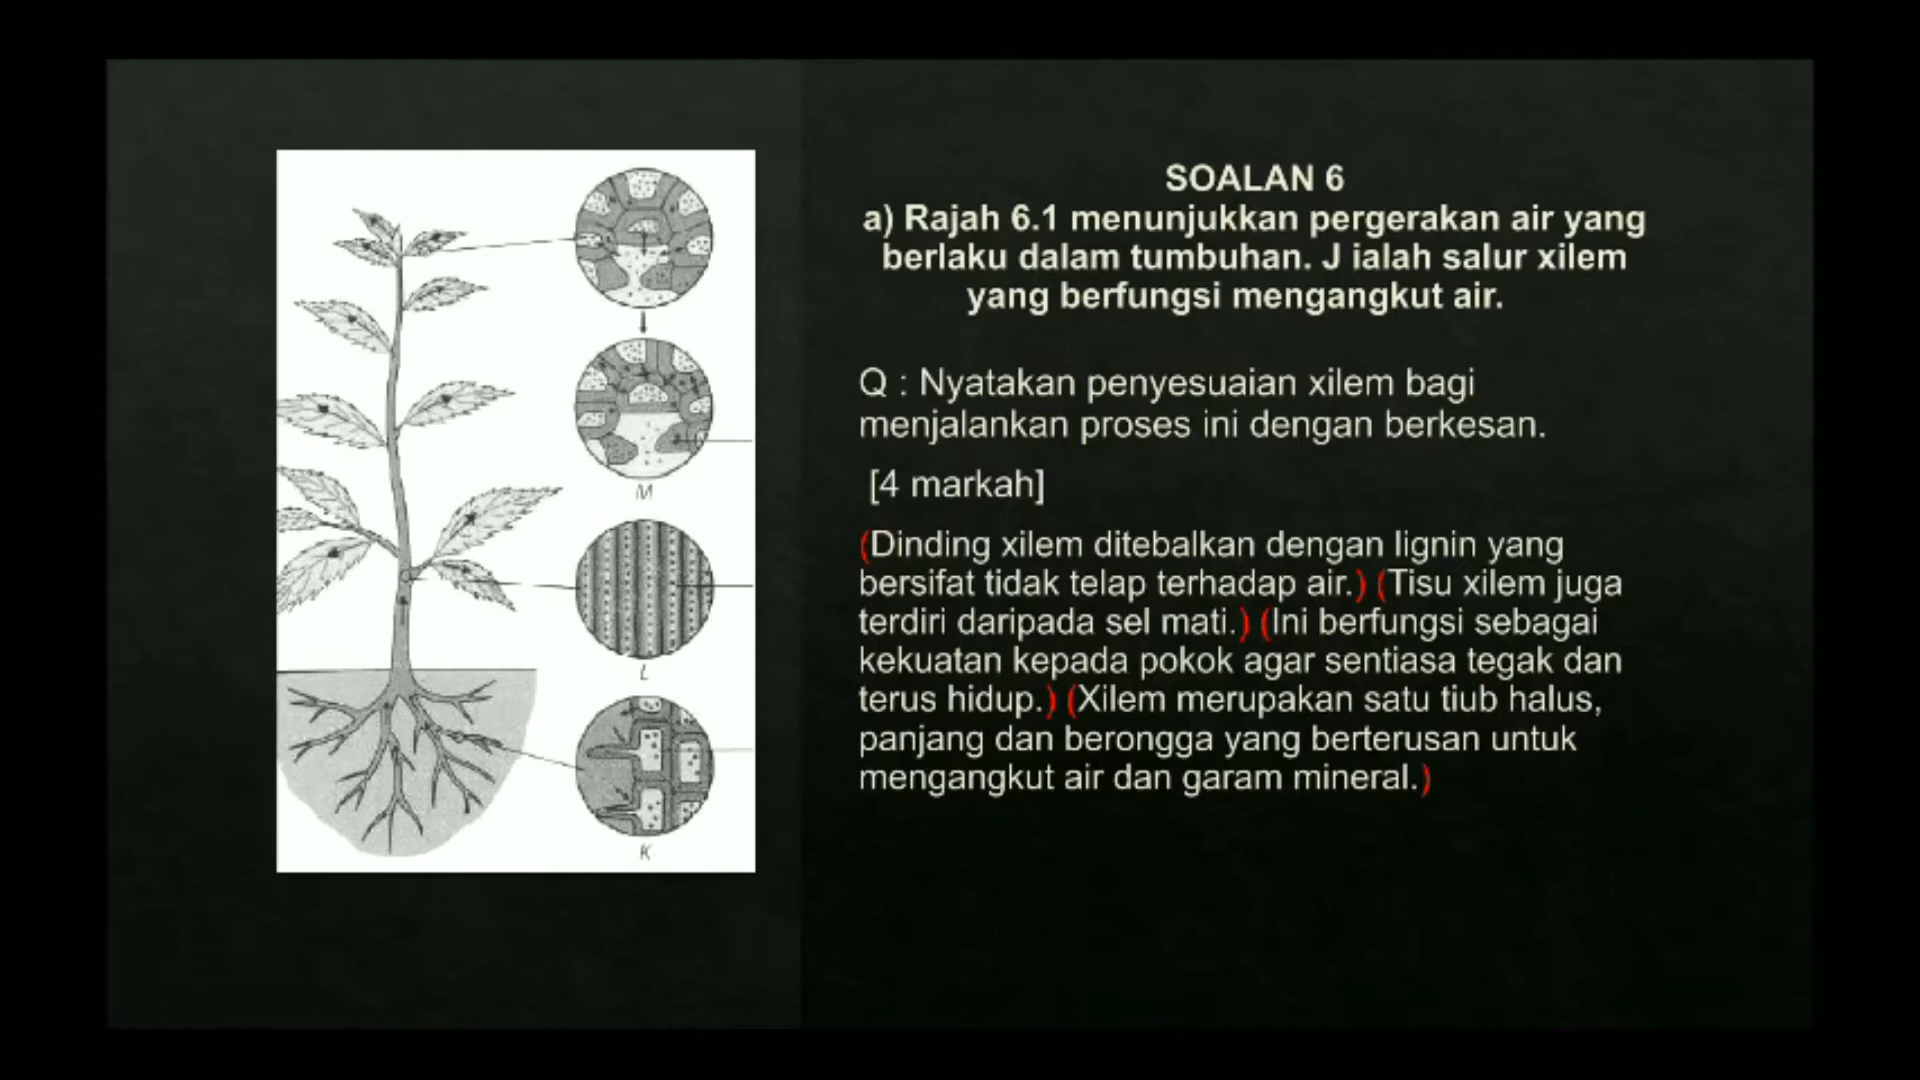 SOALAN 6
a) Rajah 6.1 menunjukkan pergerakan air yang
berlaku dalam tumbuhan. J ialah salur xilem
yang berfungsi mengangkut air.
Q : Nyatakan penyesuaian xilem bagi
menjalankan proses ini dengan berkesan.
[4 markah]
(Dinding xilem ditebalkan dengan lignin yang
bersifat tidak telap terhadap air.) (Tisu xilem juga
terdiri daripada sel mati.) (Ini berfungsi sebagai
kekuatan kepada pokok agar sentiasa tegak dan
terus hidup.) (Xilem merupakan satu tiub halus,
panjang dan berongga yang berterusan untuk
mengangkut air dan garam mineral.)
M
L
K